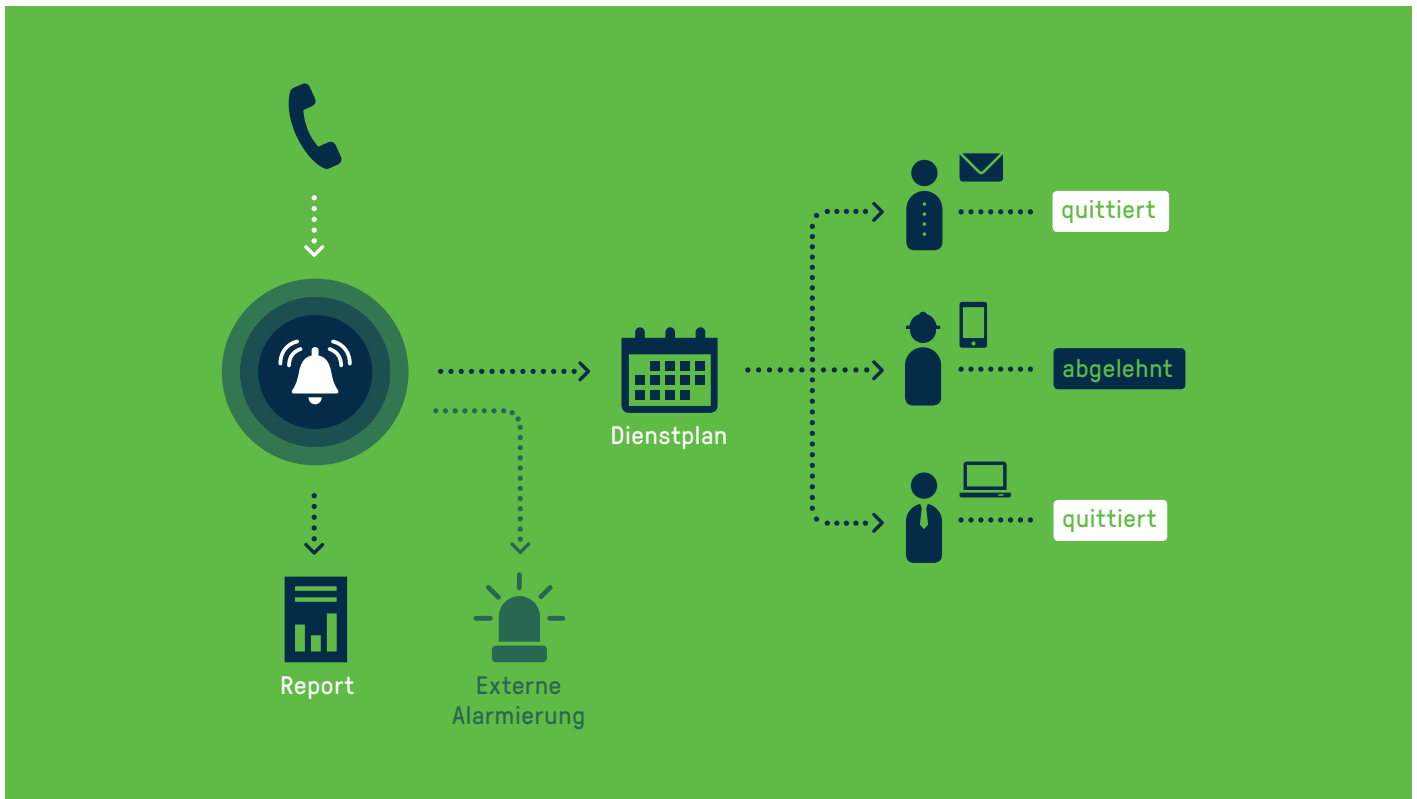 quittiert
abgelehnt
Dienstplan
quittiert
Report
Externe
Alarmierung